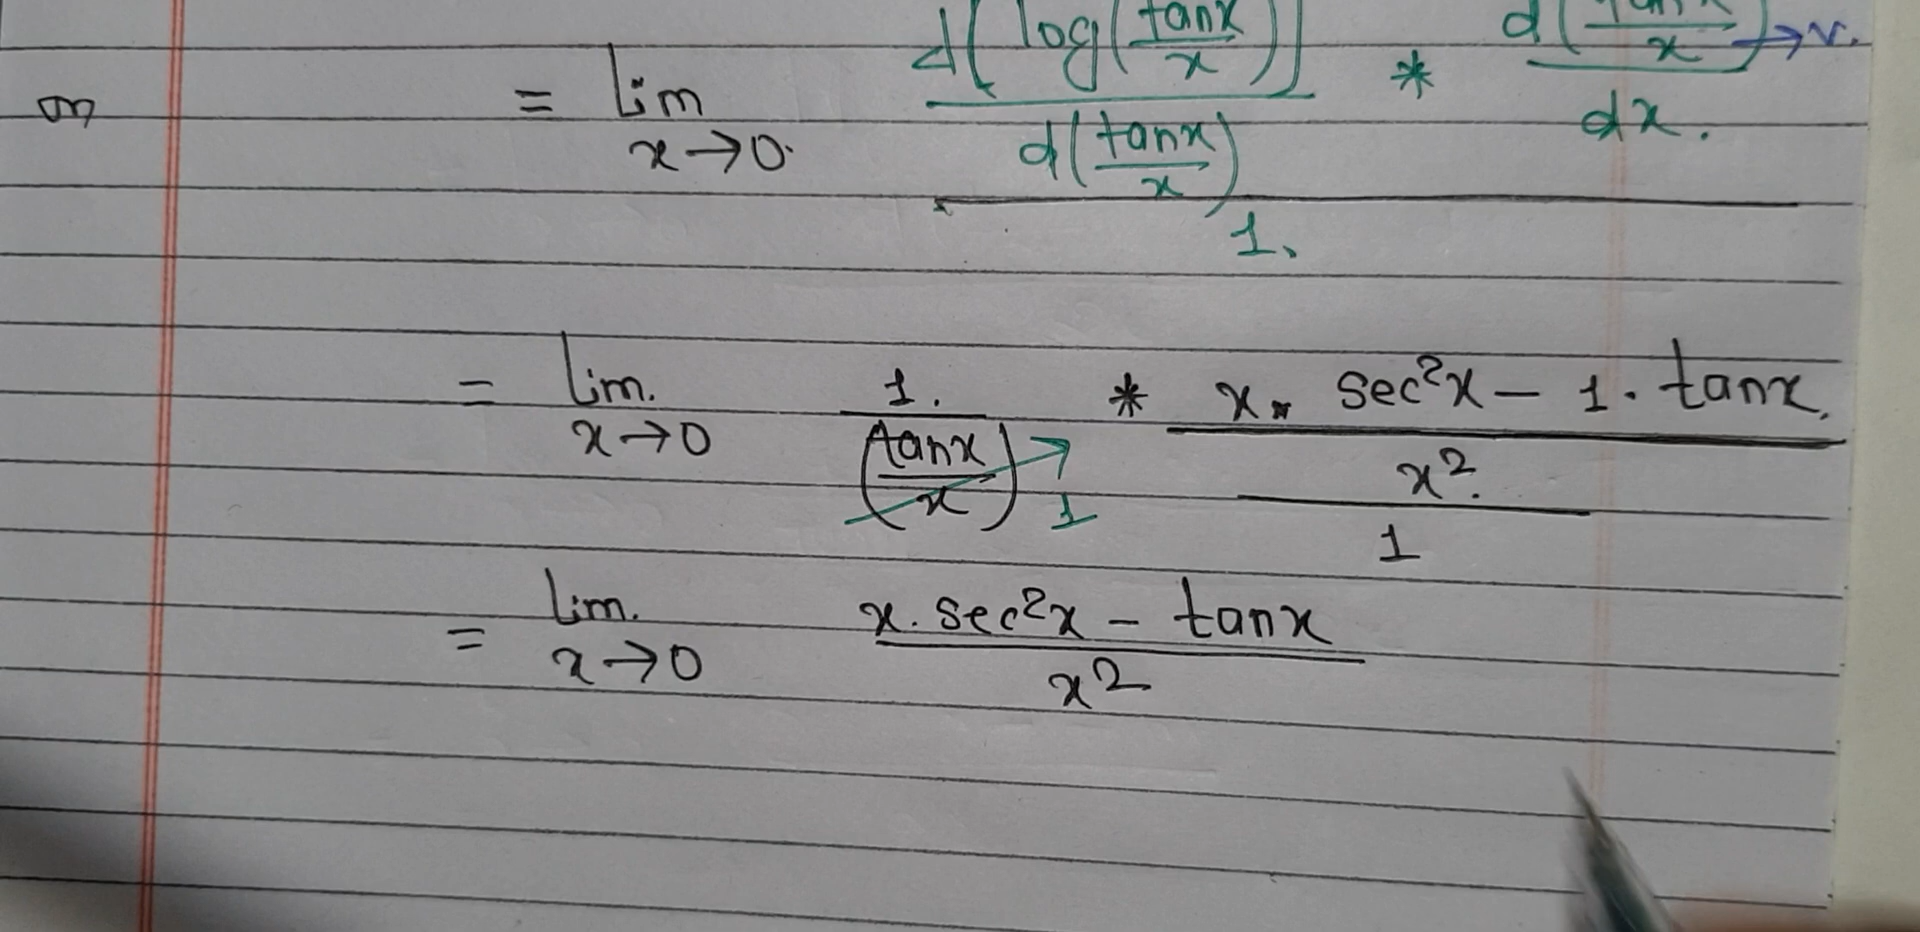 d[log(tanx/x)] / d(tanx/x) * d(tanx/x) → v.
= lim x→0. dx.
1.
= lim. x→0 1. / (tanx/x) → 1 * x. sec²x – 1. tanx. / x². / 1
= lim. x→0 x. sec²x – tanx / x²